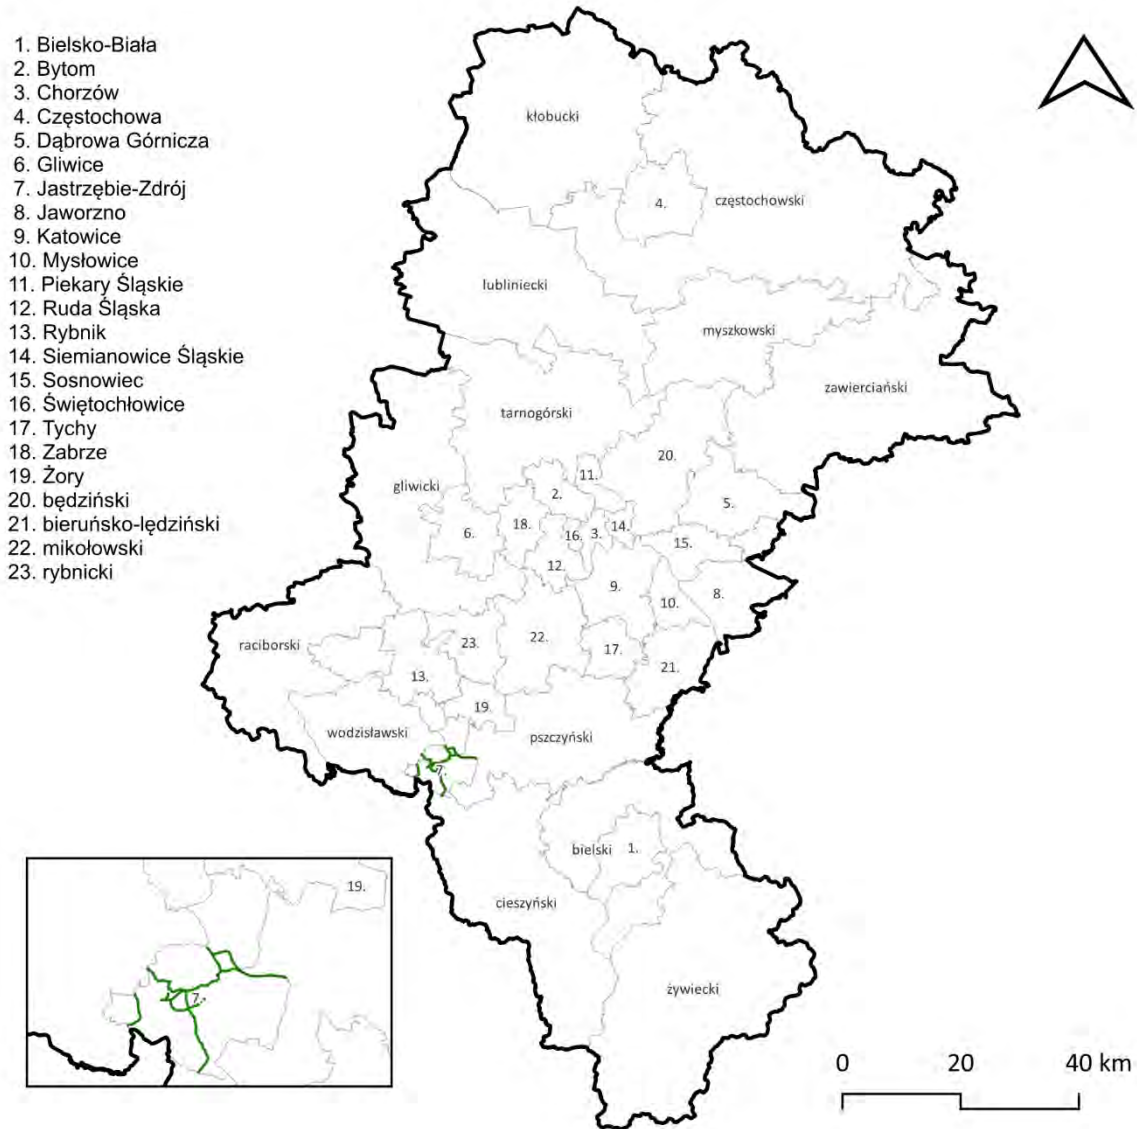 1. Bielsko-Biała
2. Bytom
3. Chorzów
4. Częstochowa
5. Dąbrowa Górnicza
6. Gliwice
7. Jastrzębie-Zdrój
8. Jaworzno
9. Katowice
10. Mysłowice
11. Piekary Śląskie
12. Ruda Śląska
13. Rybnik
14. Siemianowice Śląskie
15. Sosnowiec
16. Świętochłowice
17. Tychy
18. Zabrze
19. Żory
20. będziński
21. bieruńsko-lędziński
22. mikołowski
23. rybnicki
kłobucki
4.
częstochowski
lubliniecki
myszkowski
zawierciański
tarnogórski
20.
11.
gliwicki
2.
5.
6.
18.
16.
3.
14.
15.
12.
9.
10.
8.
raciborski
23.
22.
17.
21.
13.
19.
wodzisławski
pszczyński
7.
bielski
1.
cieszyński
żywiecki
19.
7.
0 20 40 km